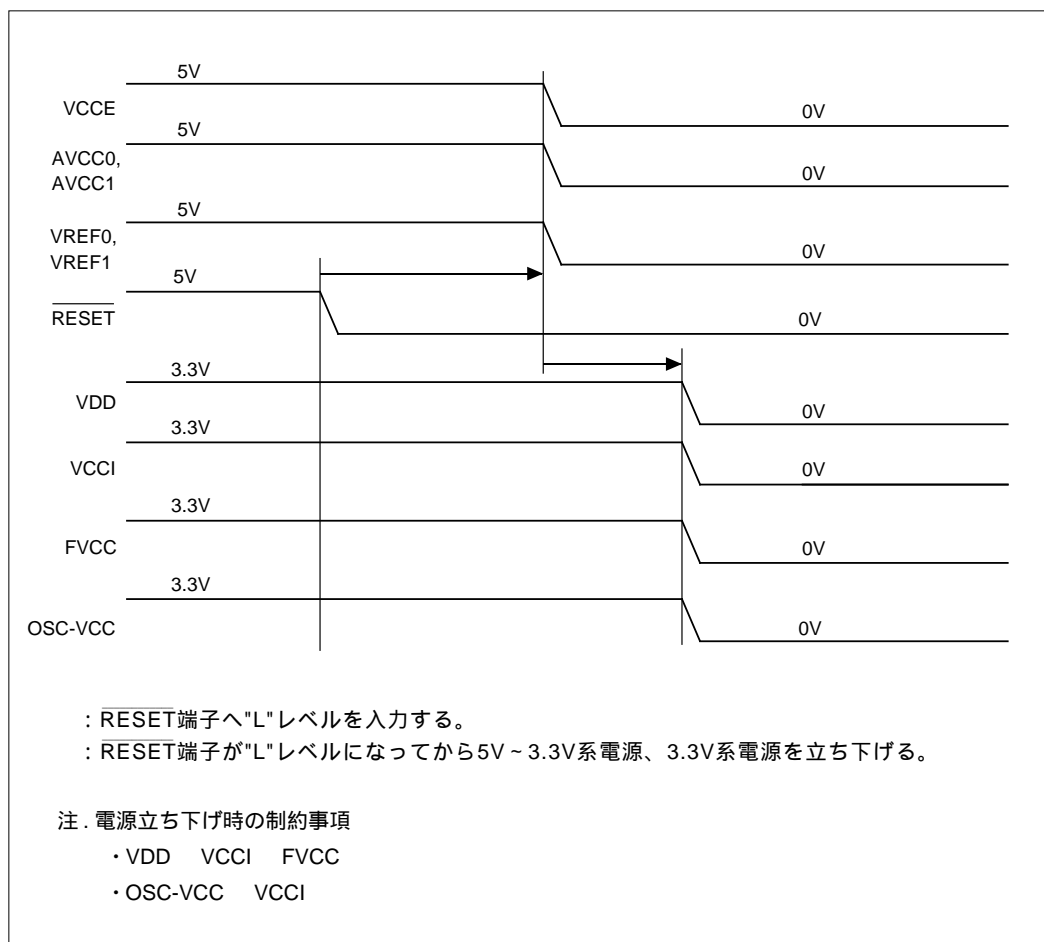 5V
VCCE
0V
5V
AVCC0,
AVCC1
0V
5V
VREF0,
VREF1
0V
5V
RESET
0V
3.3V
VDD
0V
3.3V
VCCI
0V
3.3V
FVCC
0V
3.3V
OSC-VCC
0V
：RESET端子へ"L"レベルを入力する。
：RESET端子が"L"レベルになってから5V～3.3V系電源、3.3V系電源を立ち下げる。
注．電源立ち下げ時の制約事項
・VDD　VCCI　FVCC
・OSC-VCC　VCCI